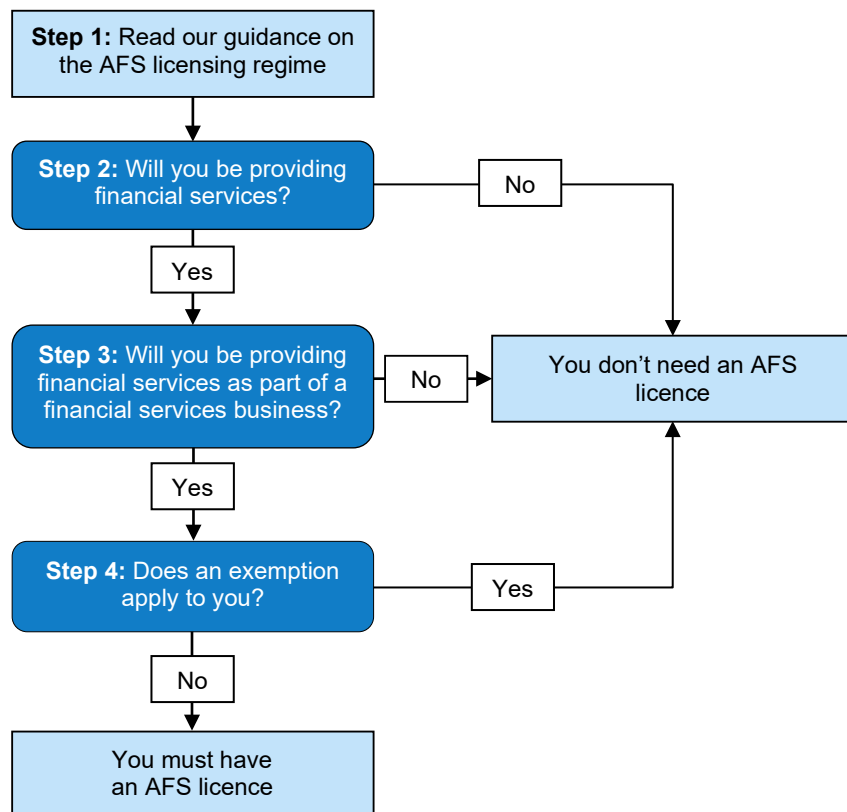 Step 1: Read our guidance on
the AFS licensing regime
Step 2: Will you be providing
financial services?
No
Yes
Step 3: Will you be providing
financial services as part of a
financial services business?
No
You don’t need an AFS
licence
Yes
Step 4: Does an exemption
apply to you?
Yes
No
You must have
an AFS licence